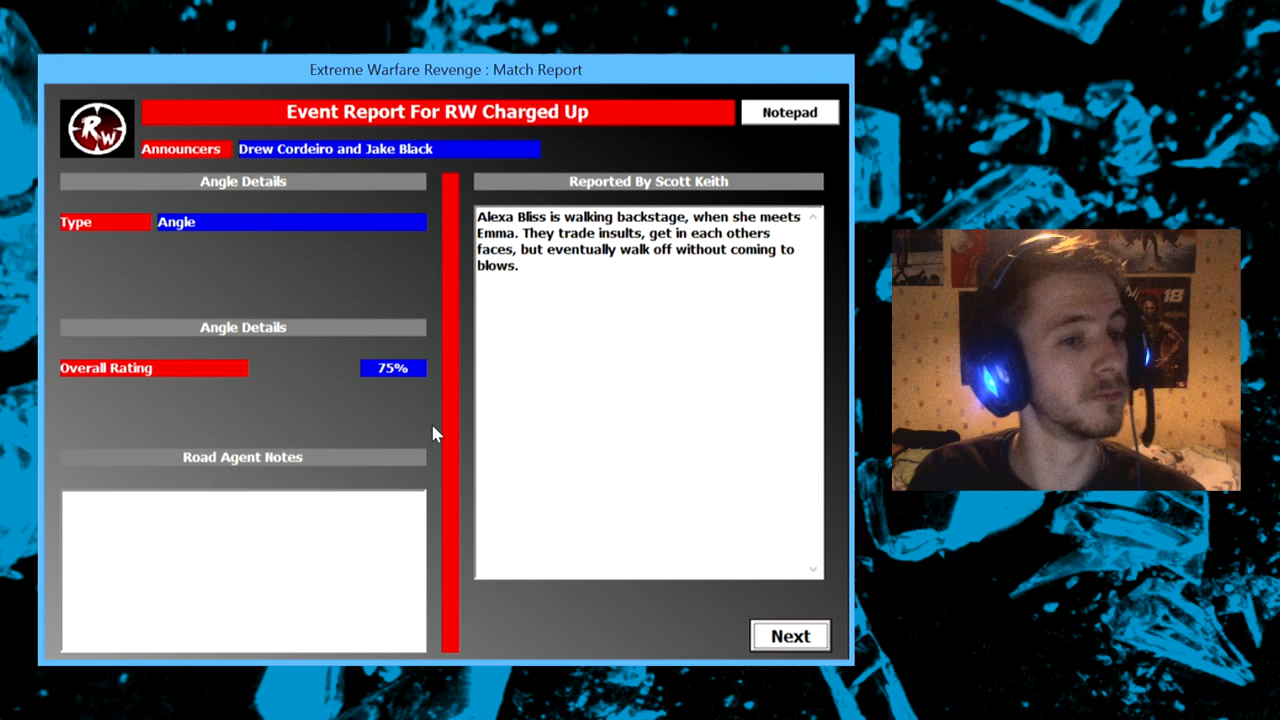 Extreme Warfare Revenge : Match Report
RW
Event Report For RW Charged Up
Notepad
Announcers
Drew Cordeiro and Jake Black
Angle Details
Type
Angle
Angle Details
Overall Rating
75%
Road Agent Notes
Reported By Scott Keith
Alexa Bliss is walking backstage, when she meets
Emma. They trade insults, get in each others
faces, but eventually walk off without coming to
blows.
Next
18